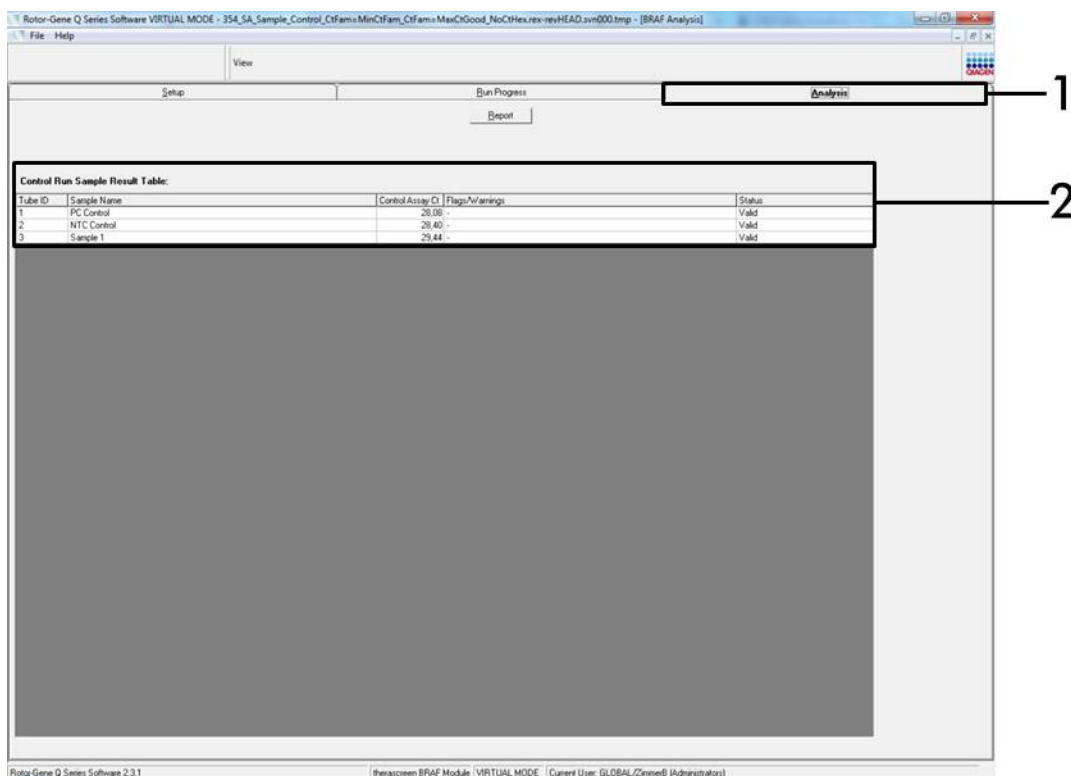 Rotor-Gene Q Series Software VIRTUAL MODE - 354_SA_Sample_Control_CtFam=MinCtFam_CtFam=MaxCtGood_NoCtHex.rex-revHEAD.svn000.tmp - [BRAF Analysis]
File Help
View
QIAGEN
Setup Run Progress Analysis 1
Report
Control Run Sample Result Table:
Tube ID Sample Name Control Assay Ct Flags/Warnings Status
1 PC Control 28,08 - Valid
2 NTC Control 28,40 - Valid
3 Sample 1 29,44 - Valid
2
Rotor-Gene Q Series Software 2.3.1 therascreen BRAF Module VIRTUAL MODE Current User: GLOBAL/ZimmerB (Administrators)